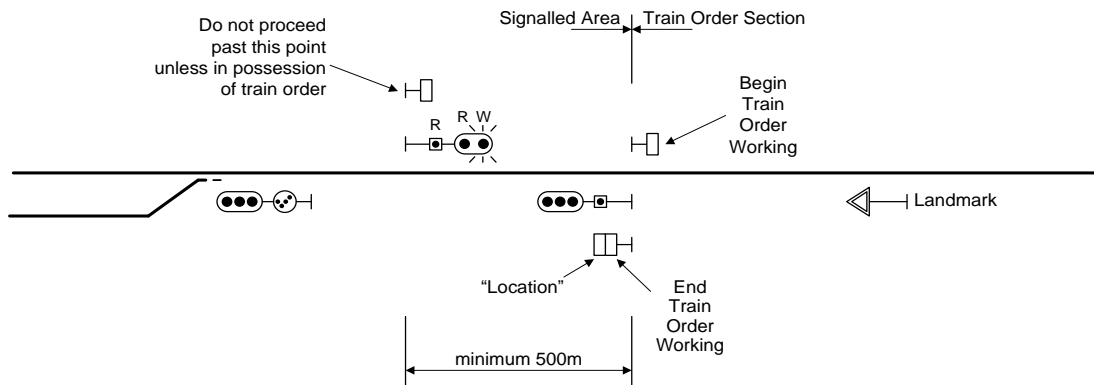 Signalled Area
Train Order Section
Do not proceed
past this point
unless in possession
of train order
R
R W
Begin
Train
Order
Working
Landmark
“Location”
End
Train
Order
Working
minimum 500m